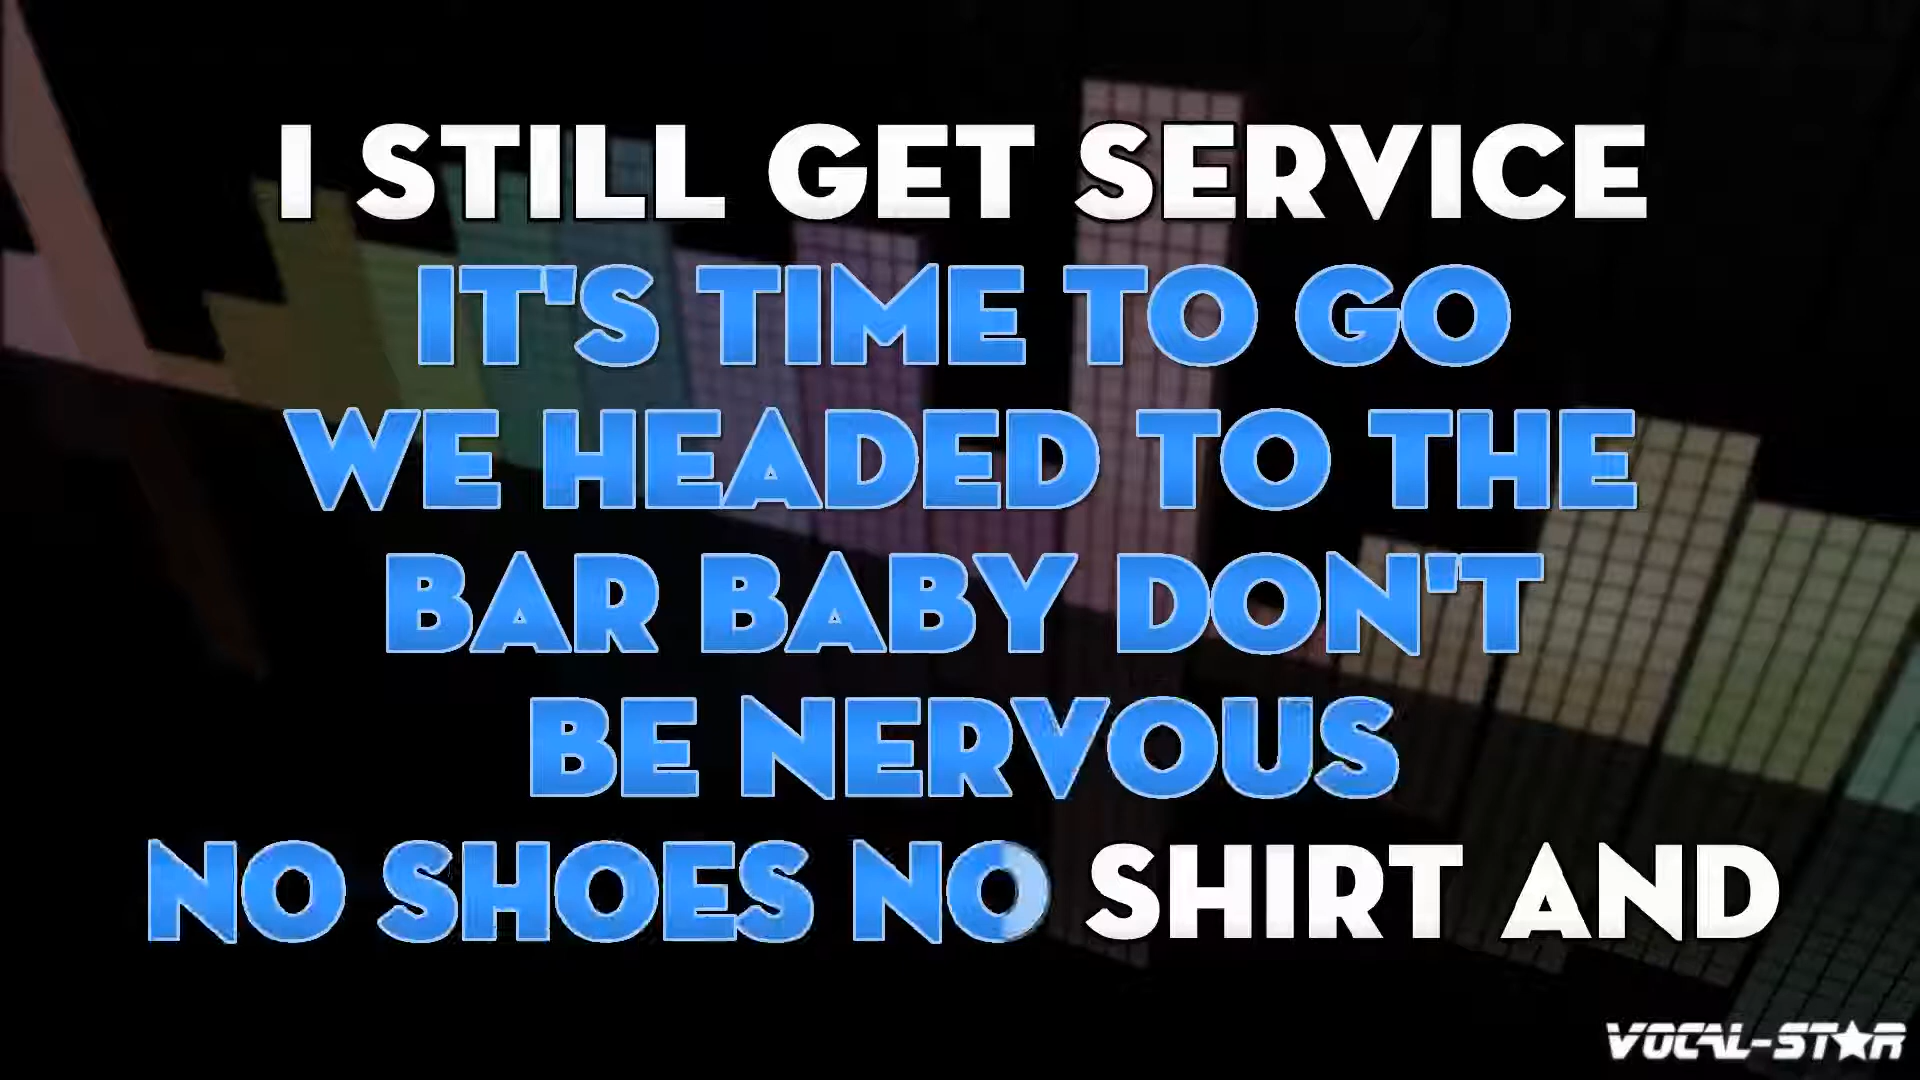 I STILL GET SERVICE
IT'S TIME TO GO
WE HEADED TO THE
BAR BABY DON'T
BE NERVOUS
NO SHOES NO SHIRT AND
VOCAL-STAR